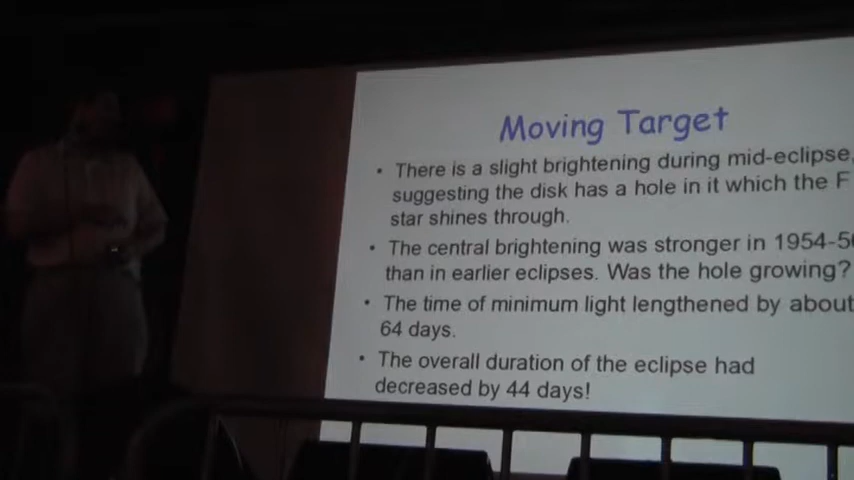 Moving Target
• There is a slight brightening during mid-eclipse,
suggesting the disk has a hole in it which the F
star shines through.
• The central brightening was stronger in 1954-5
than in earlier eclipses. Was the hole growing?
• The time of minimum light lengthened by about
64 days.
• The overall duration of the eclipse had
decreased by 44 days!